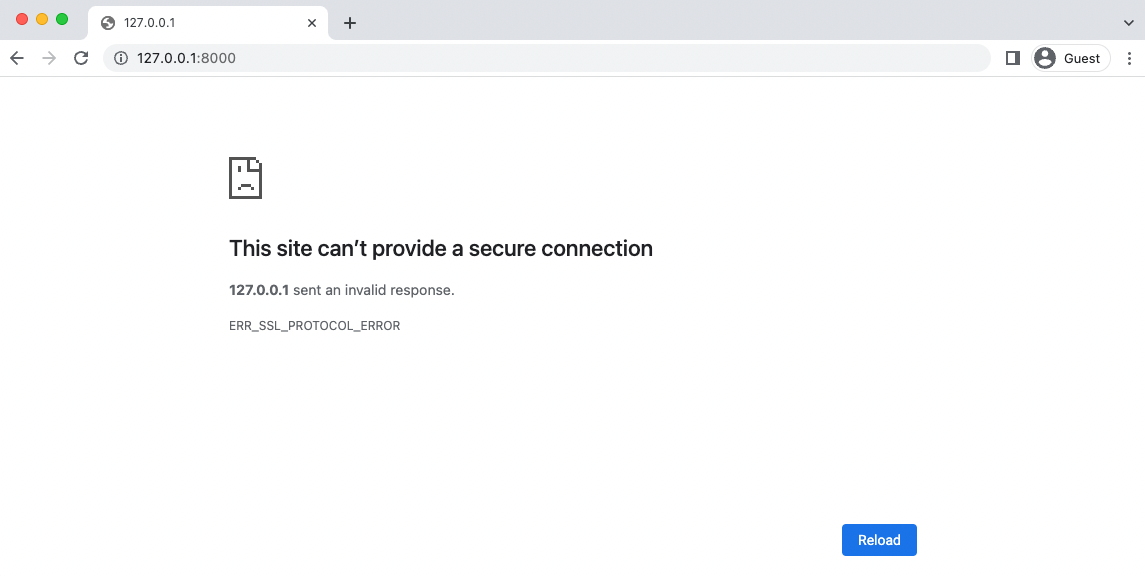 127.0.0.1
127.0.0.1:8000
Guest
This site can’t provide a secure connection
127.0.0.1 sent an invalid response.
ERR_SSL_PROTOCOL_ERROR
Reload